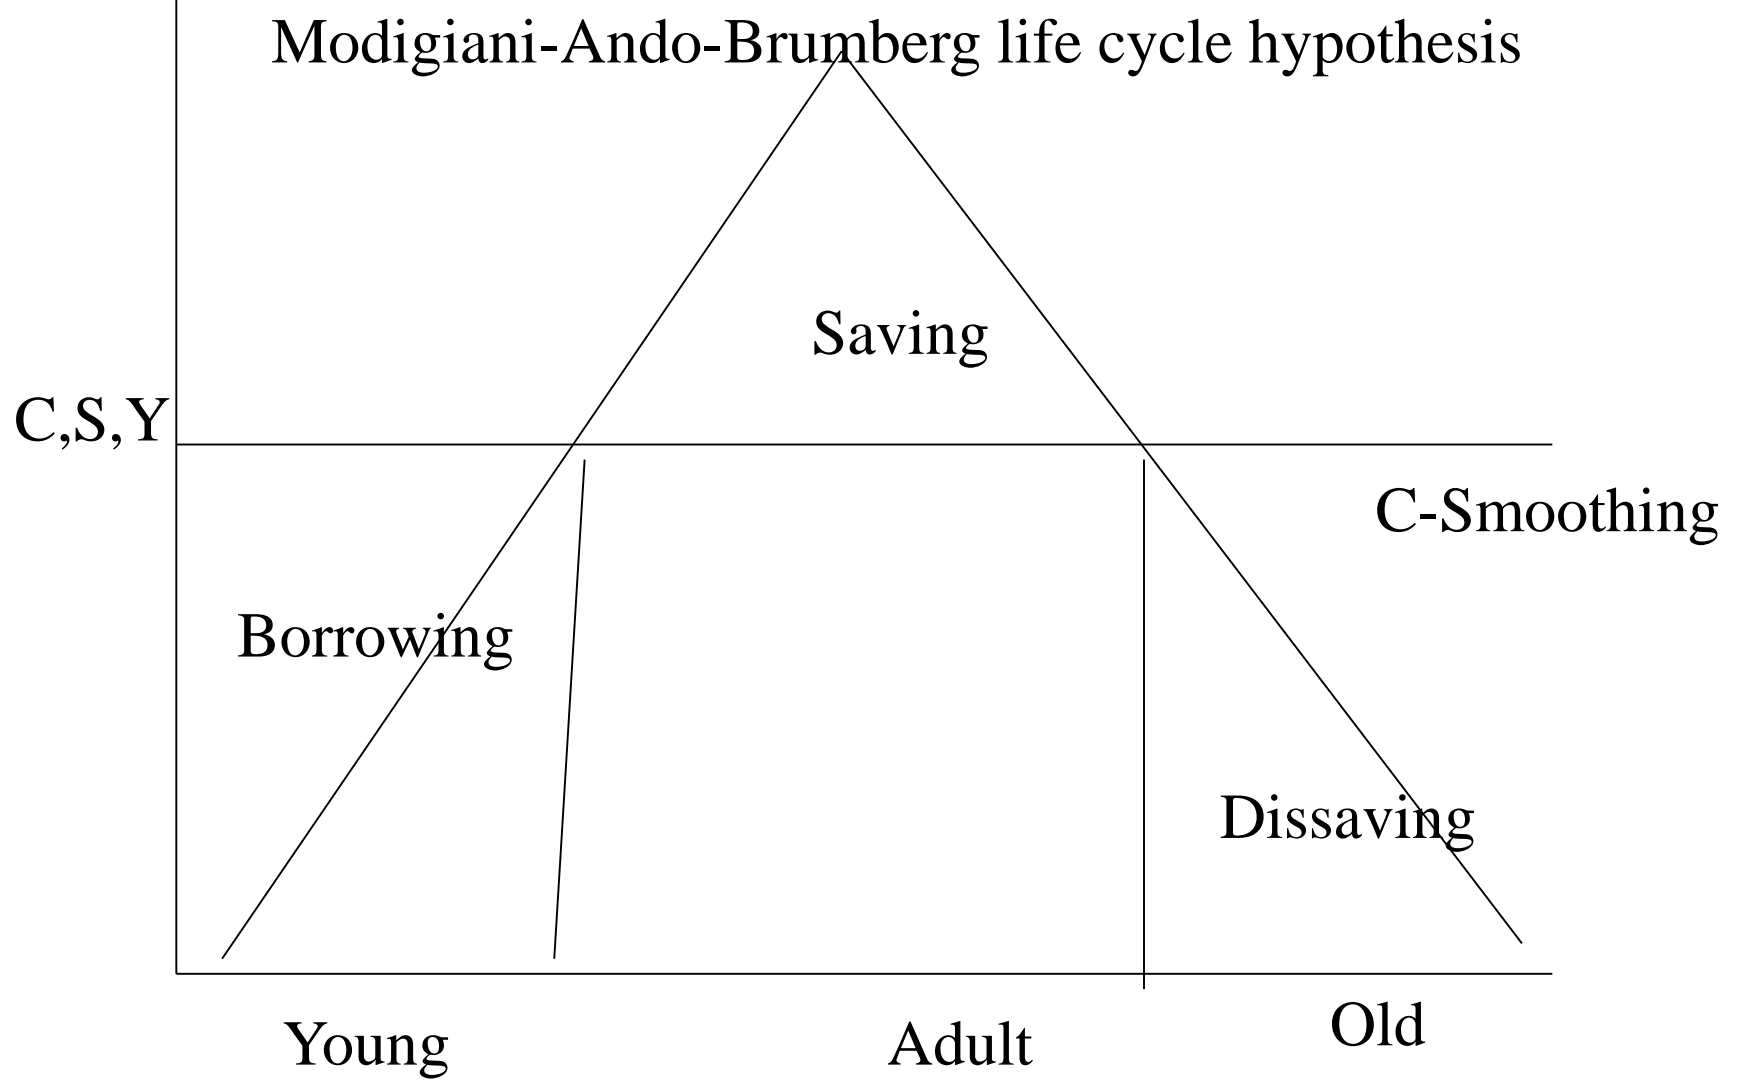 Modigiani-Ando-Brumberg life cycle hypothesis
Saving
C,S,Y
C-Smoothing
Borrowing
Dissaving
Young
Adult
Old